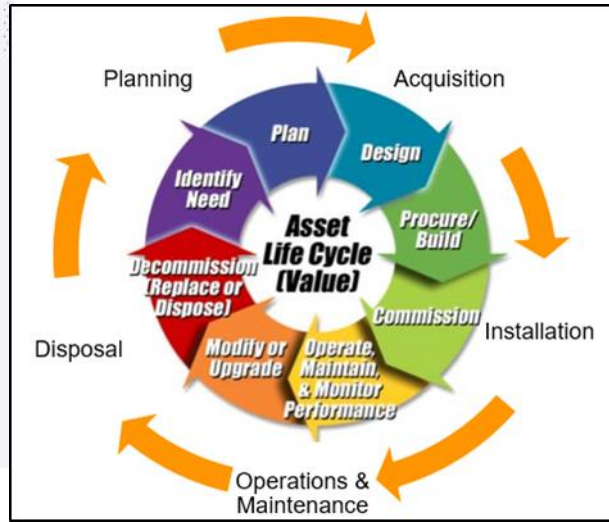 Planning
Acquisition
Plan
Design
Identify
Need
Procure/
Build
Asset
Life Cycle
(Value)
Decommission
(Replace or
Dispose)
Commission
Installation
Disposal
Modify or
Upgrade
Operate,
Maintain,
& Monitor
Performance
Operations &
Maintenance